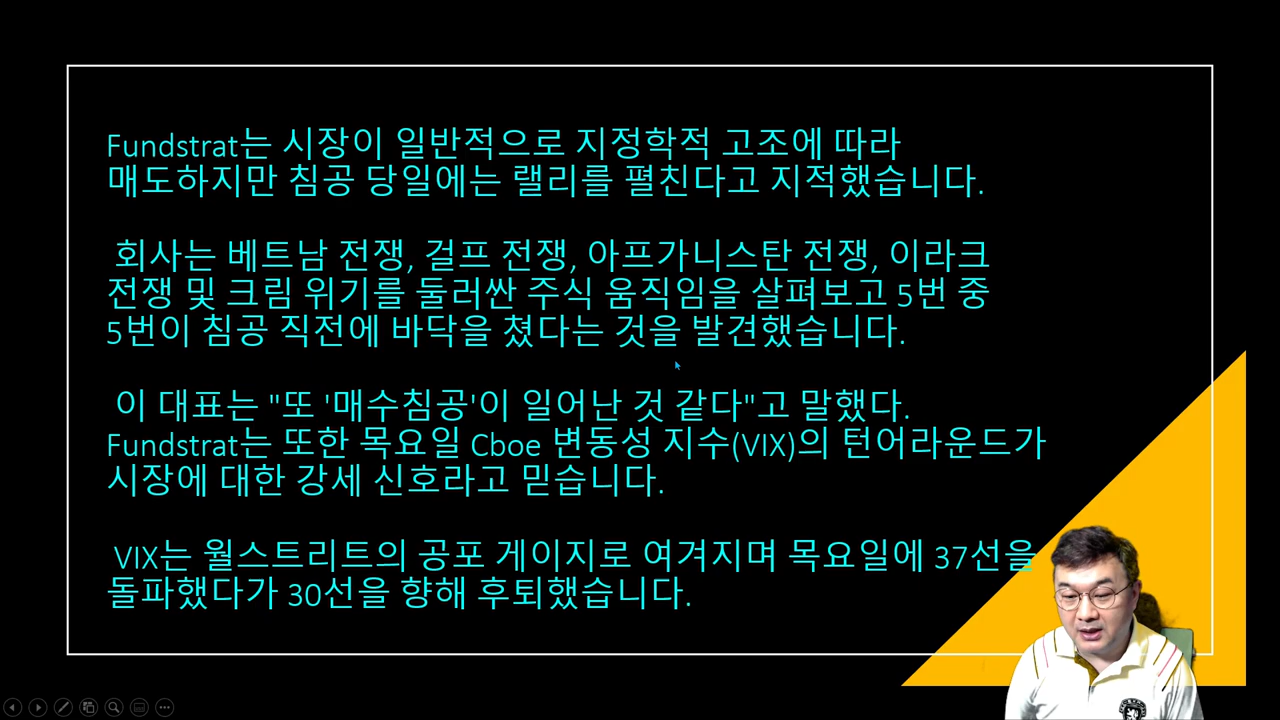 Fundstrat는 시장이 일반적으로 지정학적 고조에 따라
매도하지만 침공 당일에는 랠리를 펼친다고 지적했습니다.
회사는 베트남 전쟁, 걸프 전쟁, 아프가니스탄 전쟁, 이라크
전쟁 및 크림 위기를 둘러싼 주식 움직임을 살펴보고 5번 중
5번이 침공 직전에 바닥을 쳤다는 것을 발견했습니다.
이 대표는 "또 '매수침공'이 일어난 것 같다"고 말했다.
Fundstrat는 또한 목요일 Cboe 변동성 지수(VIX)의 턴어라운드가
시장에 대한 강세 신호라고 믿습니다.
VIX는 월스트리트의 공포 게이지로 여겨지며 목요일에 37선을
돌파했다가 30선을 향해 후퇴했습니다.